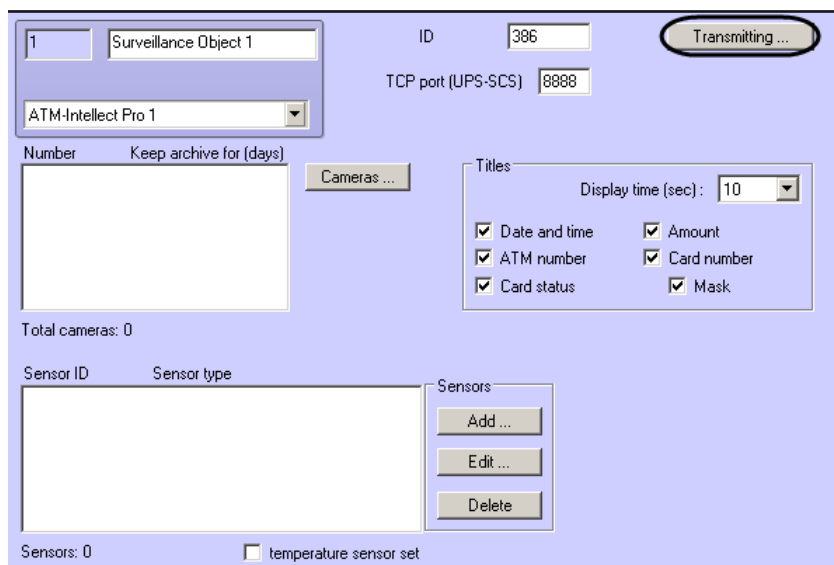 1 Surveillance Object 1 ID 386 Transmitting ...
TCP port (UPS-SCS) 8888
ATM-Intellect Pro 1
Number Keep archive for (days)
Cameras ...
Titles
Display time (sec) : 10
Date and time Amount
ATM number Card number
Card status Mask
Total cameras: 0
Sensor ID Sensor type
Sensors
Add ...
Edit ...
Delete
Sensors: 0 temperature sensor set